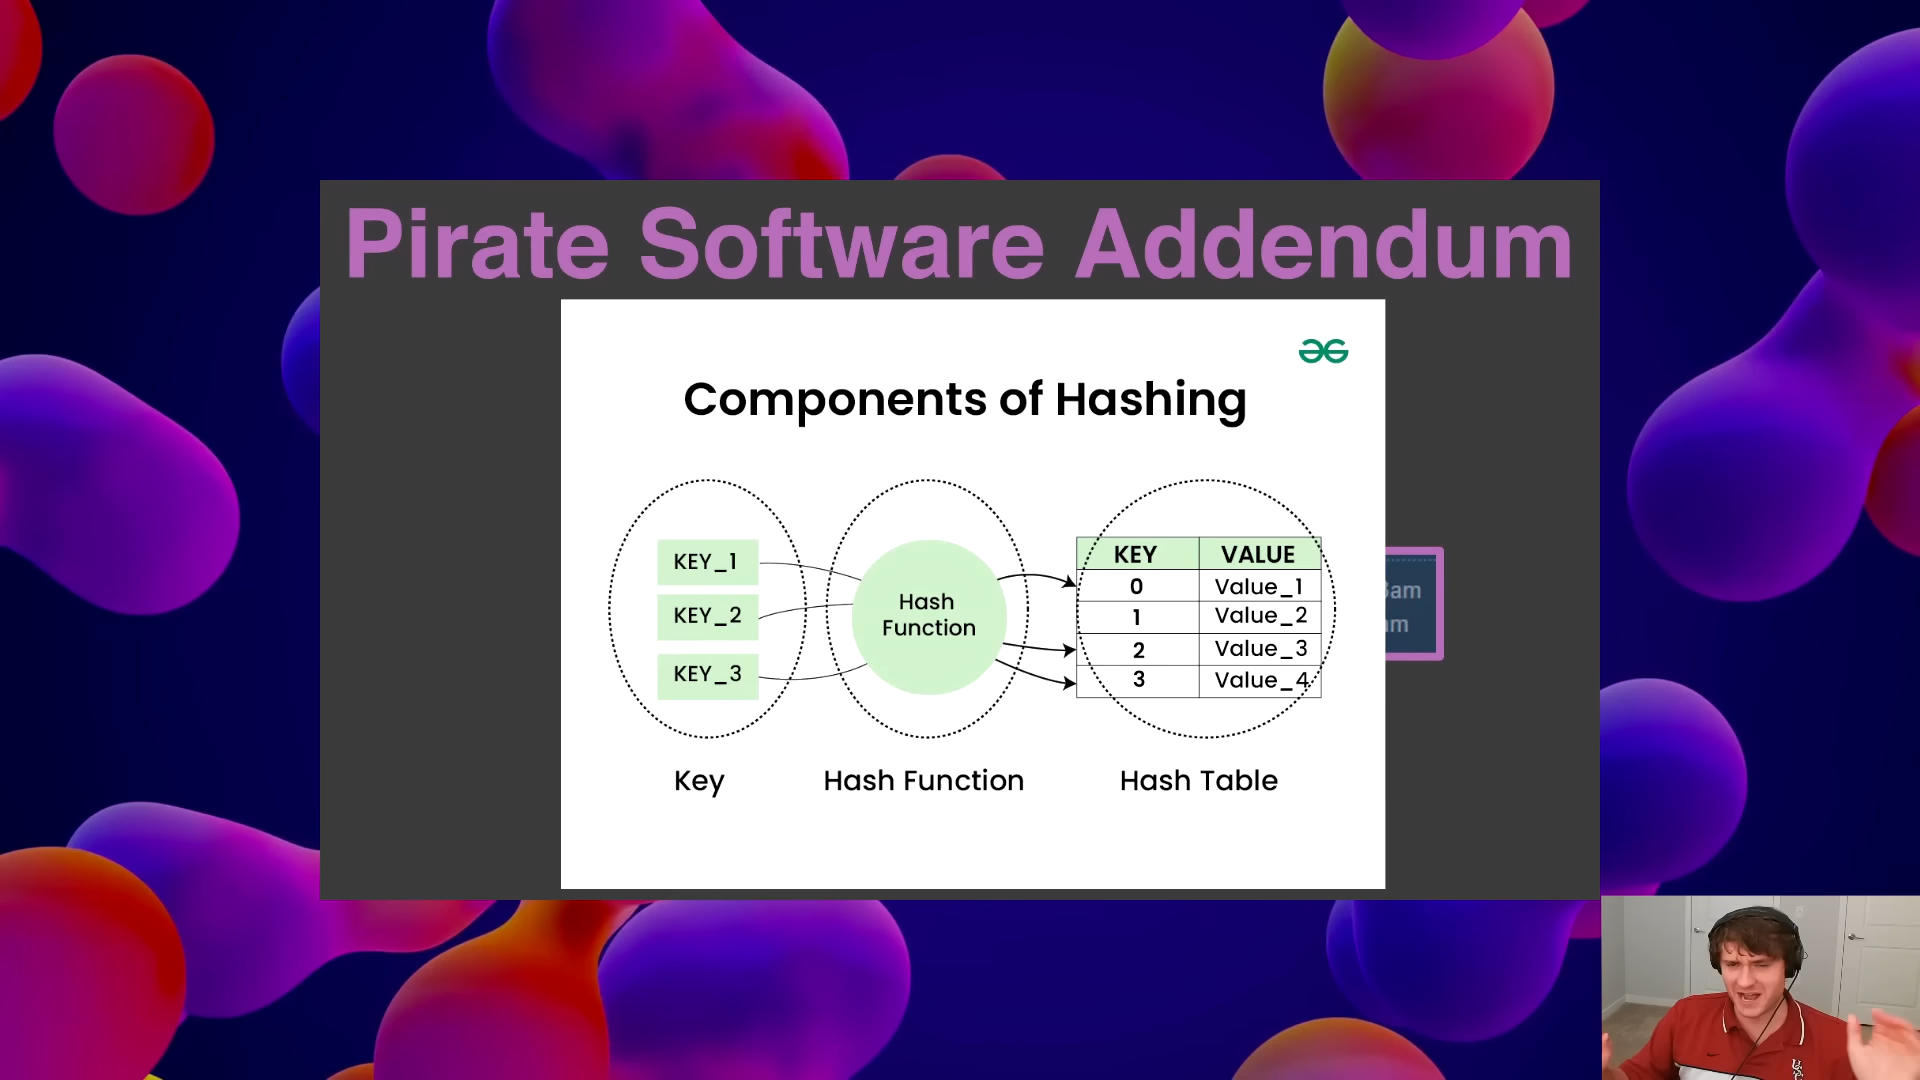 Pirate Software Addendum
Components of Hashing
KEY_1
KEY_2
KEY_3
Hash
Function
KEY VALUE
0 Value_1
1 Value_2
2 Value_3
3 Value_4
3am
Key
Hash Function
Hash Table